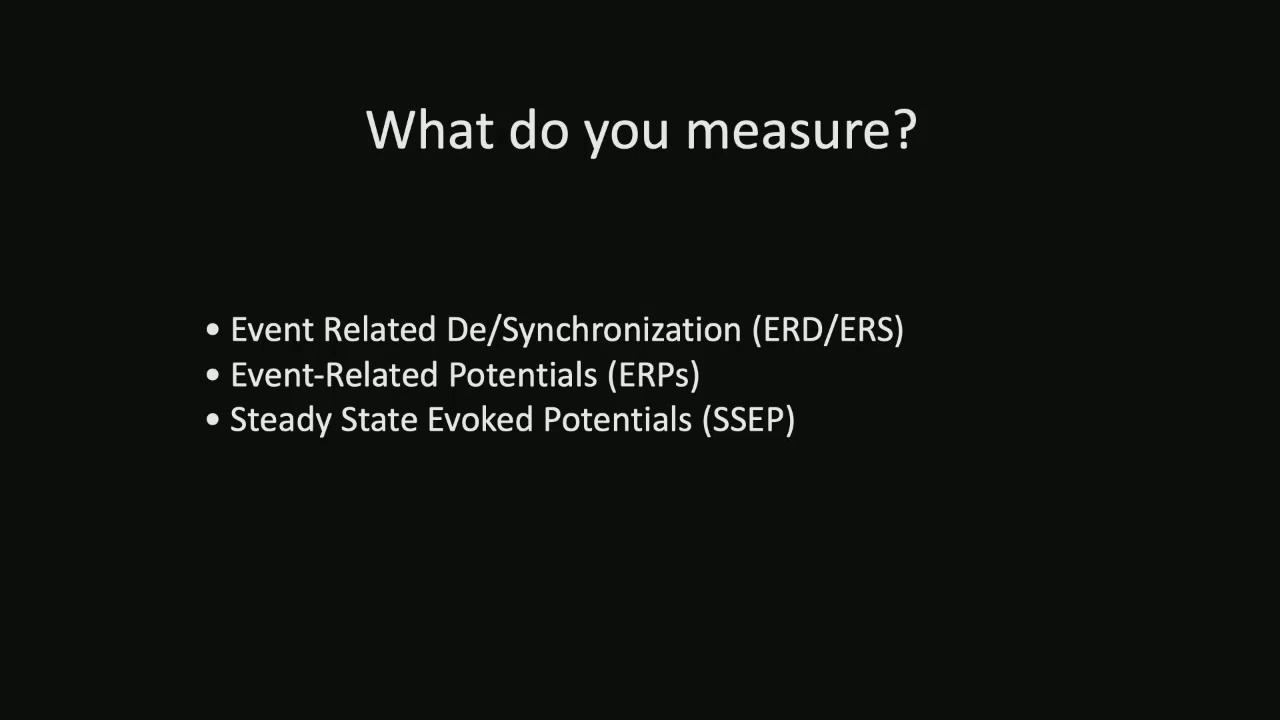 What do you measure?
• Event Related De/Synchronization (ERD/ERS)
• Event-Related Potentials (ERPs)
• Steady State Evoked Potentials (SSEP)